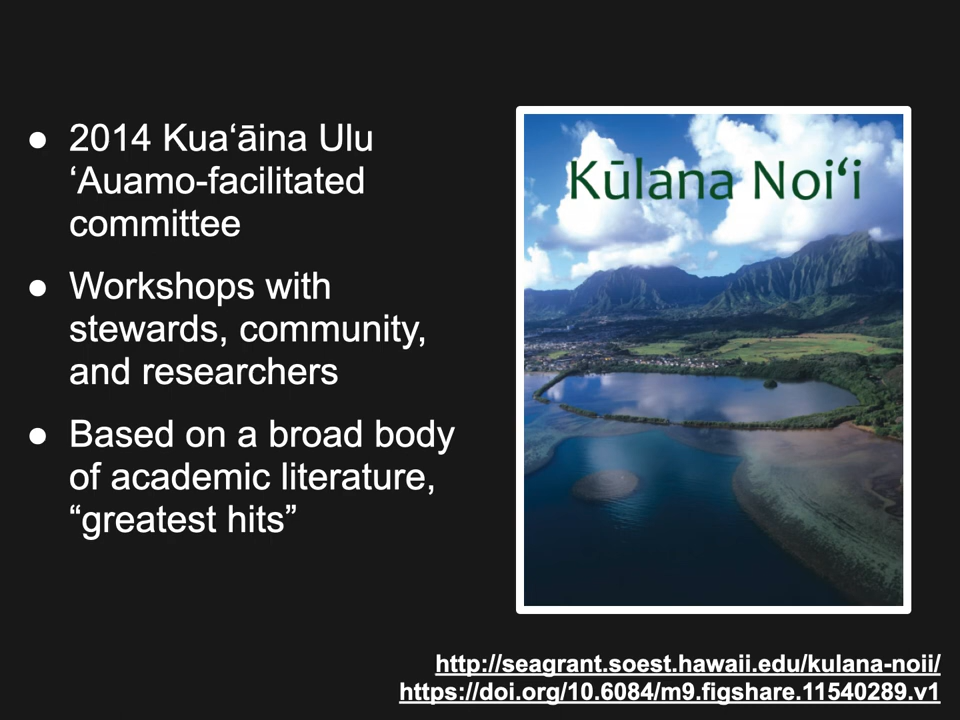 ● 2014 Kuaʻāina Ulu
ʻAuamo-facilitated
committee
● Workshops with
stewards, community,
and researchers
● Based on a broad body
of academic literature,
“greatest hits”
Kūlana Noiʻi
http://seagrant.soest.hawaii.edu/kulana-noii/
https://doi.org/10.6084/m9.figshare.11540289.v1